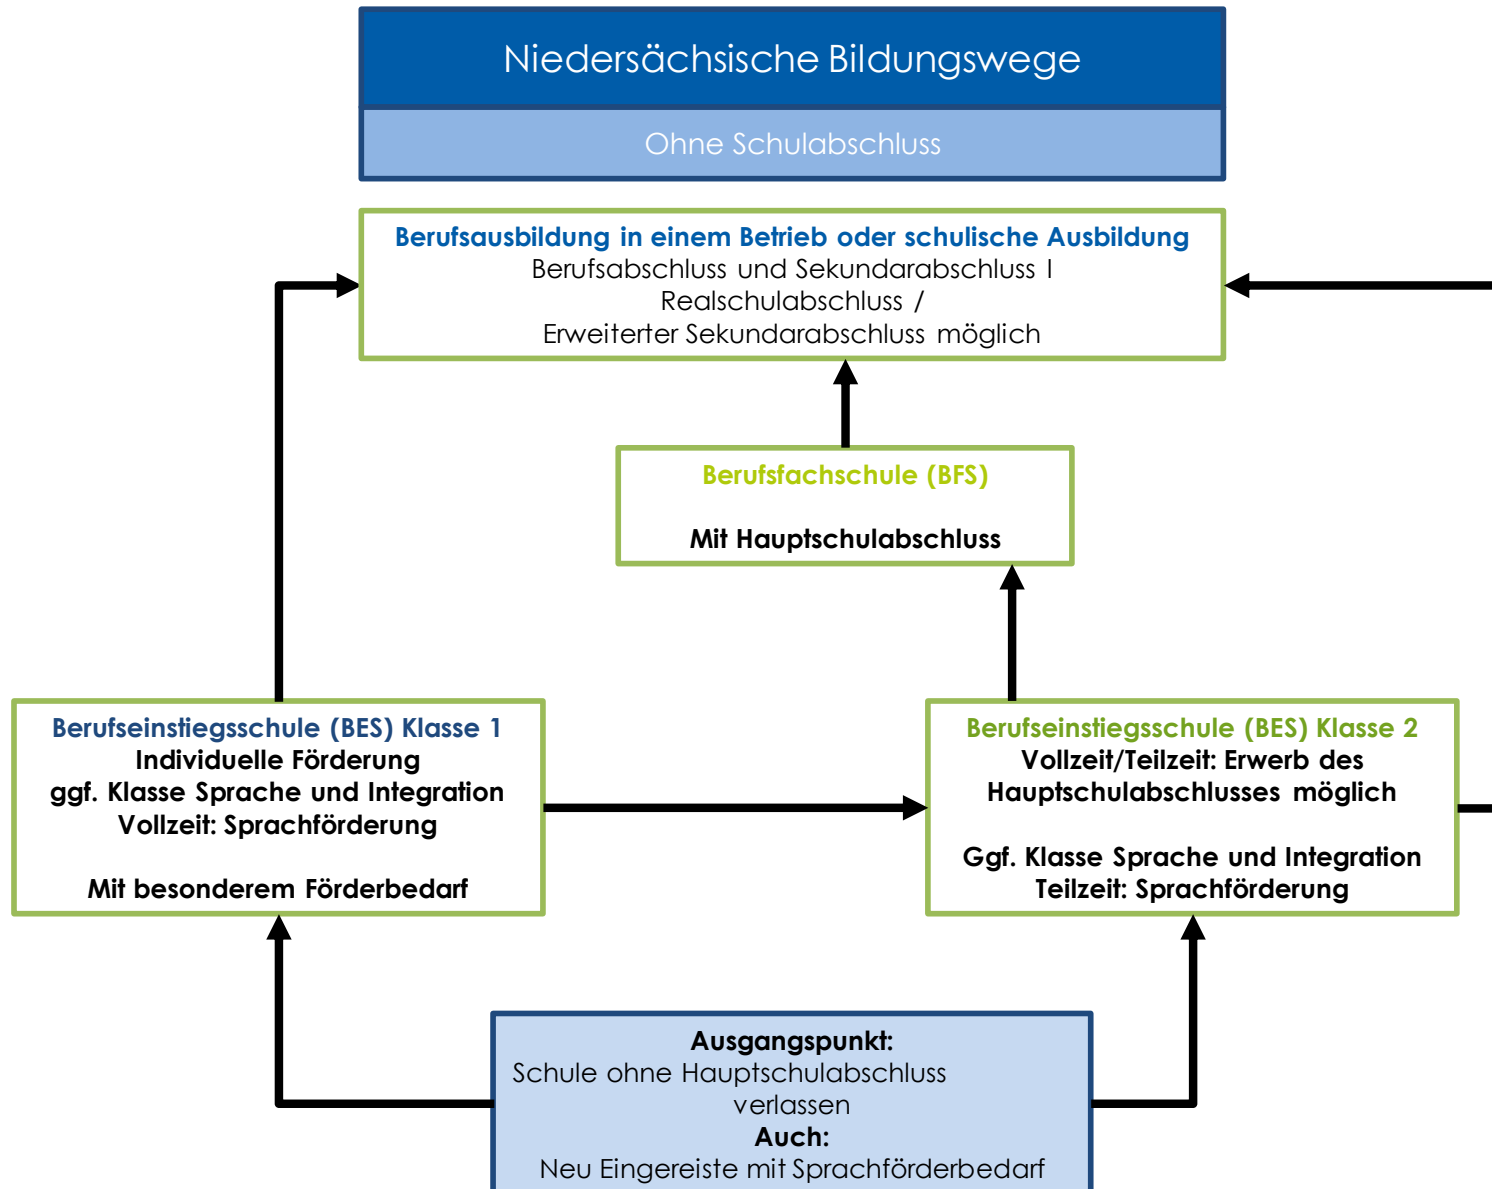 Niedersächsische Bildungswege
Ohne Schulabschluss
Berufsausbildung in einem Betrieb oder schulische Ausbildung
Berufsabschluss und Sekundarabschluss I
Realschulabschluss /
Erweiterter Sekundarabschluss möglich
Berufsfachschule (BFS)
Mit Hauptschulabschluss
Berufseinstiegsschule (BES) Klasse 1
Individuelle Förderung
ggf. Klasse Sprache und Integration
Vollzeit: Sprachförderung
Mit besonderem Förderbedarf
Berufseinstiegsschule (BES) Klasse 2
Vollzeit/Teilzeit: Erwerb des
Hauptschulabschlusses möglich
Ggf. Klasse Sprache und Integration
Teilzeit: Sprachförderung
Ausgangspunkt:
Schule ohne Hauptschulabschluss
verlassen
Auch:
Neu Eingereiste mit Sprachförderbedarf